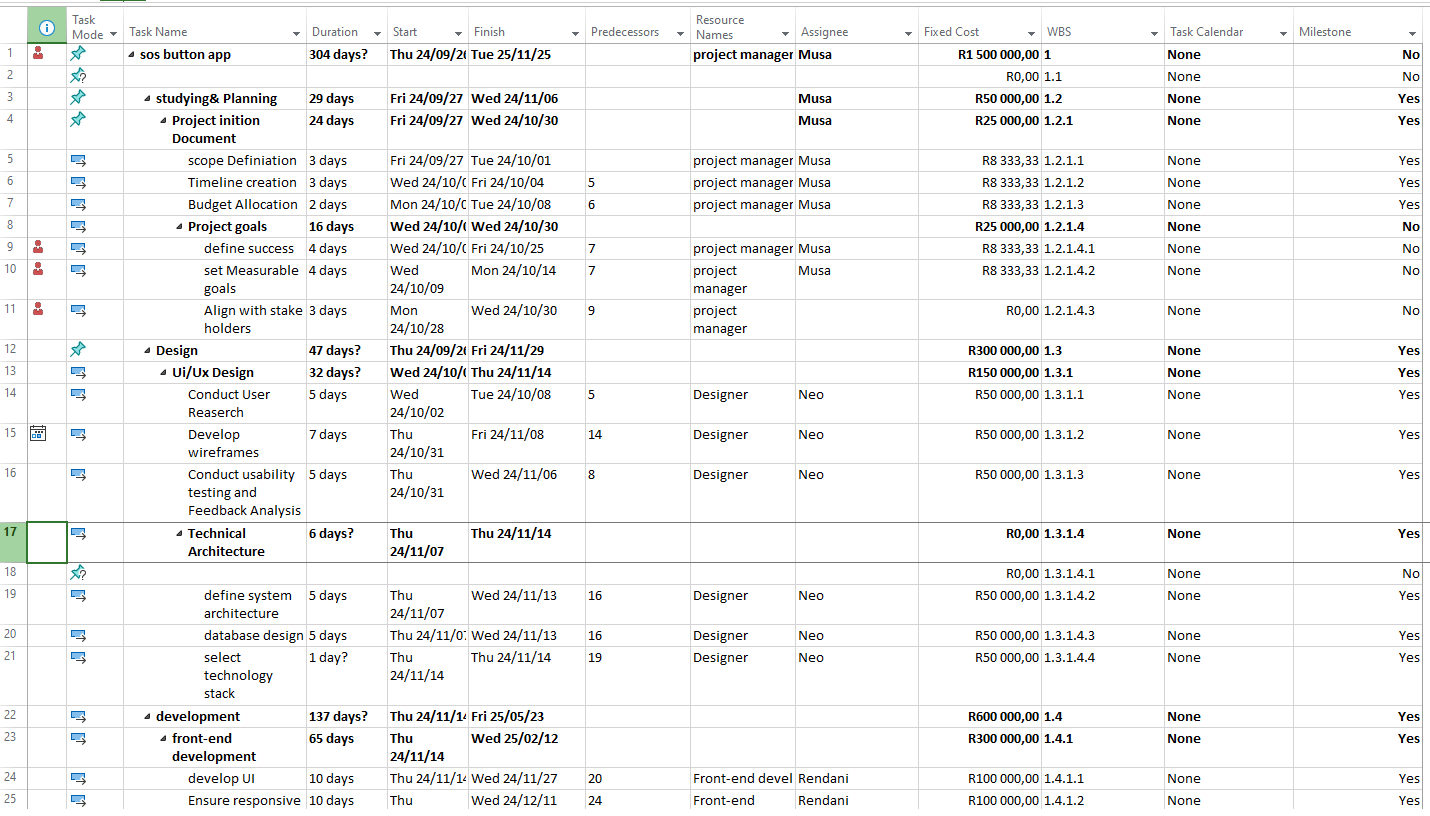 Task Mode Task Name Duration Start Finish Predecessors Resource Names Assignee Fixed Cost WBS Task Calendar Milestone
1 sos button app 304 days? Thu 24/09/26 Tue 25/11/25 project manager Musa R1 500 000,00 1 None No
2 R0,00 1.1 None No
3 studying& Planning 29 days Fri 24/09/27 Wed 24/11/06 Musa R50 000,00 1.2 None Yes
4 Project inition Document 24 days Fri 24/09/27 Wed 24/10/30 Musa R25 000,00 1.2.1 None Yes
5 scope Definiation 3 days Fri 24/09/27 Tue 24/10/01 project manager Musa R8 333,33 1.2.1.1 None Yes
6 Timeline creation 3 days Wed 24/10/0 Fri 24/10/04 5 project manager Musa R8 333,33 1.2.1.2 None Yes
7 Budget Allocation 2 days Mon 24/10/0 Tue 24/10/08 6 project manager Musa R8 333,33 1.2.1.3 None Yes
8 Project goals 16 days Wed 24/10/0 Wed 24/10/30 R25 000,00 1.2.1.4 None No
9 define success 4 days Wed 24/10/0 Fri 24/10/25 7 project manager Musa R8 333,33 1.2.1.4.1 None No
10 set Measurable goals 4 days Wed 24/10/09 Mon 24/10/14 7 project manager Musa R8 333,33 1.2.1.4.2 None No
11 Align with stake holders 3 days Mon 24/10/28 Wed 24/10/30 9 project manager R0,00 1.2.1.4.3 None No
12 Design 47 days? Thu 24/09/26 Fri 24/11/29 R300 000,00 1.3 None Yes
13 Ui/Ux Design 32 days? Wed 24/10/0 Thu 24/11/14 R150 000,00 1.3.1 None Yes
14 Conduct User Reaserch 5 days Wed 24/10/02 Tue 24/10/08 5 Designer Neo R50 000,00 1.3.1.1 None Yes
15 Develop wireframes 7 days Thu 24/10/31 Fri 24/11/08 14 Designer Neo R50 000,00 1.3.1.2 None Yes
16 Conduct usability testing and Feedback Analysis 5 days Thu 24/10/31 Wed 24/11/06 8 Designer Neo R50 000,00 1.3.1.3 None Yes
17 Technical Architecture 6 days? Thu 24/11/07 Thu 24/11/14 R0,00 1.3.1.4 None Yes
18 R0,00 1.3.1.4.1 None No
19 define system architecture 5 days Thu 24/11/07 Wed 24/11/13 16 Designer Neo R50 000,00 1.3.1.4.2 None Yes
20 database design 5 days Thu 24/11/07 Wed 24/11/13 16 Designer Neo R50 000,00 1.3.1.4.3 None Yes
21 select technology stack 1 day? Thu 24/11/14 Thu 24/11/14 19 Designer Neo R50 000,00 1.3.1.4.4 None Yes
22 development 137 days? Thu 24/11/14 Fri 25/05/23 R600 000,00 1.4 None Yes
23 front-end development 65 days Thu 24/11/14 Wed 25/02/12 R300 000,00 1.4.1 None Yes
24 develop UI 10 days Thu 24/11/14 Wed 24/11/27 20 Front-end devel Rendani R100 000,00 1.4.1.1 None Yes
25 Ensure responsive 10 days Thu Wed 24/12/11 24 Front-end Rendani R100 000,00 1.4.1.2 None Yes